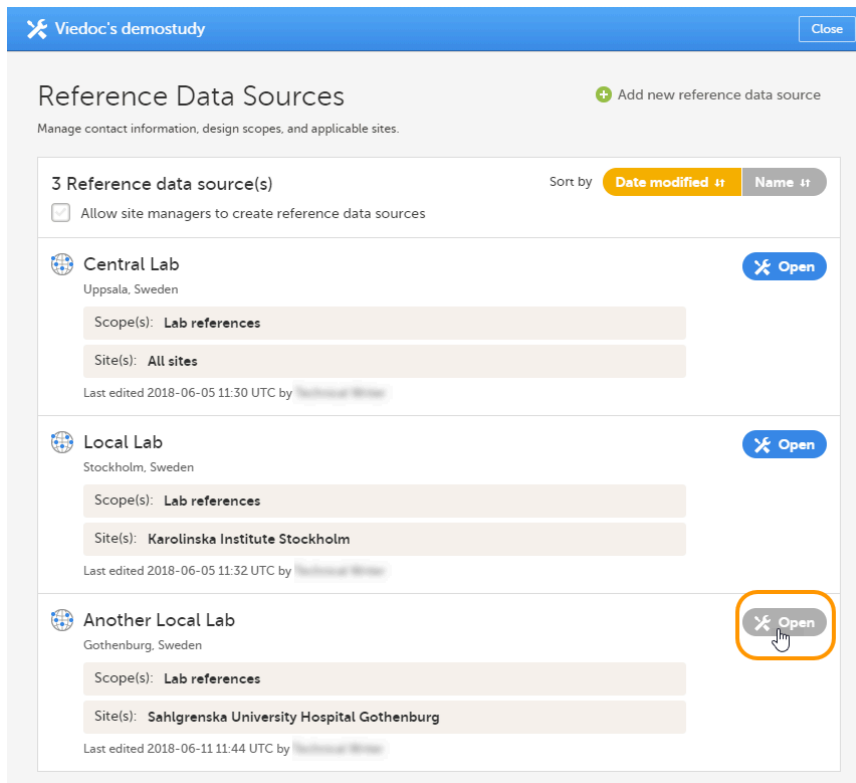 Viedoc's demostudy
Close
Reference Data Sources
Add new reference data source
Manage contact information, design scopes, and applicable sites.
3 Reference data source(s)
Sort by Date modified Name
Allow site managers to create reference data sources
Central Lab
Open
Uppsala, Sweden
Scope(s): Lab references
Site(s): All sites
Last edited 2018-06-05 11:30 UTC by
Local Lab
Open
Stockholm, Sweden
Scope(s): Lab references
Site(s): Karolinska Institute Stockholm
Last edited 2018-06-05 11:32 UTC by
Another Local Lab
Open
Gothenburg, Sweden
Scope(s): Lab references
Site(s): Sahlgrenska University Hospital Gothenburg
Last edited 2018-06-11 11:44 UTC by